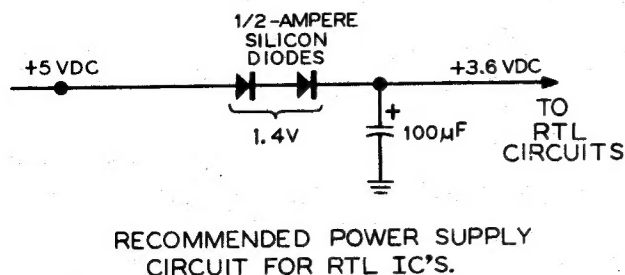 1/2-AMPERE
SILICON
DIODES
+5 VDC
+3.6 VDC
1.4V
+
100µF
TO
RTL
CIRCUITS
RECOMMENDED POWER SUPPLY
CIRCUIT FOR RTL IC'S.